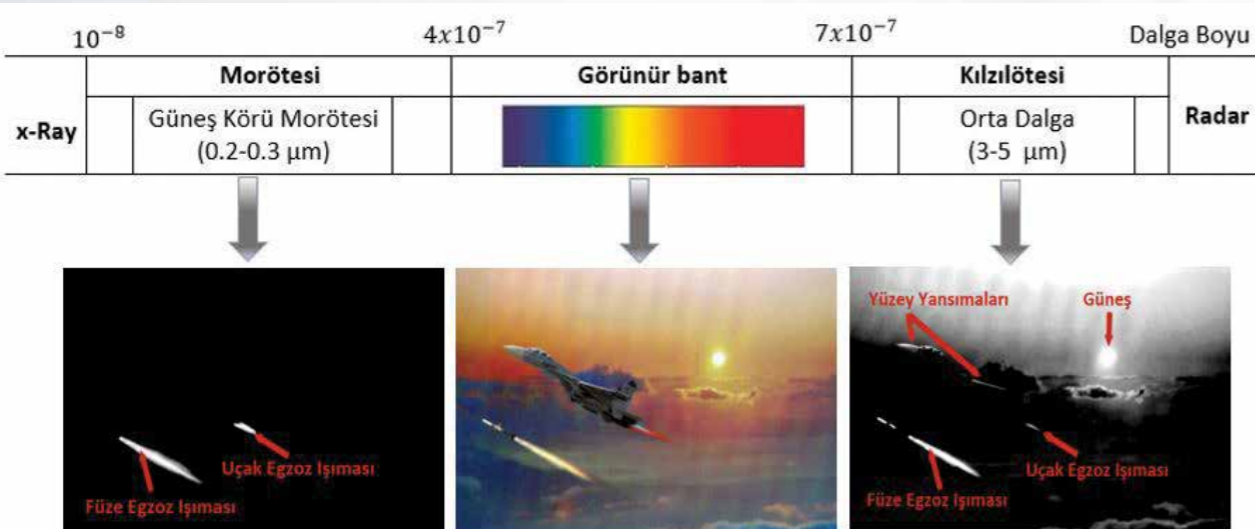 10⁻⁸ 4x10⁻⁷ 7x10⁻⁷ Dalga Boyu
Morötesi Görünür bant Kılzılötesi
x-Ray Radar
Güneş Körü Morötesi
(0.2-0.3 µm)
Orta Dalga
(3-5 µm)
Füze Egzoz Işıması
Uçak Egzoz Işıması
Yüzey Yansımaları
Güneş
Füze Egzoz Işıması
Uçak Egzoz Işıması